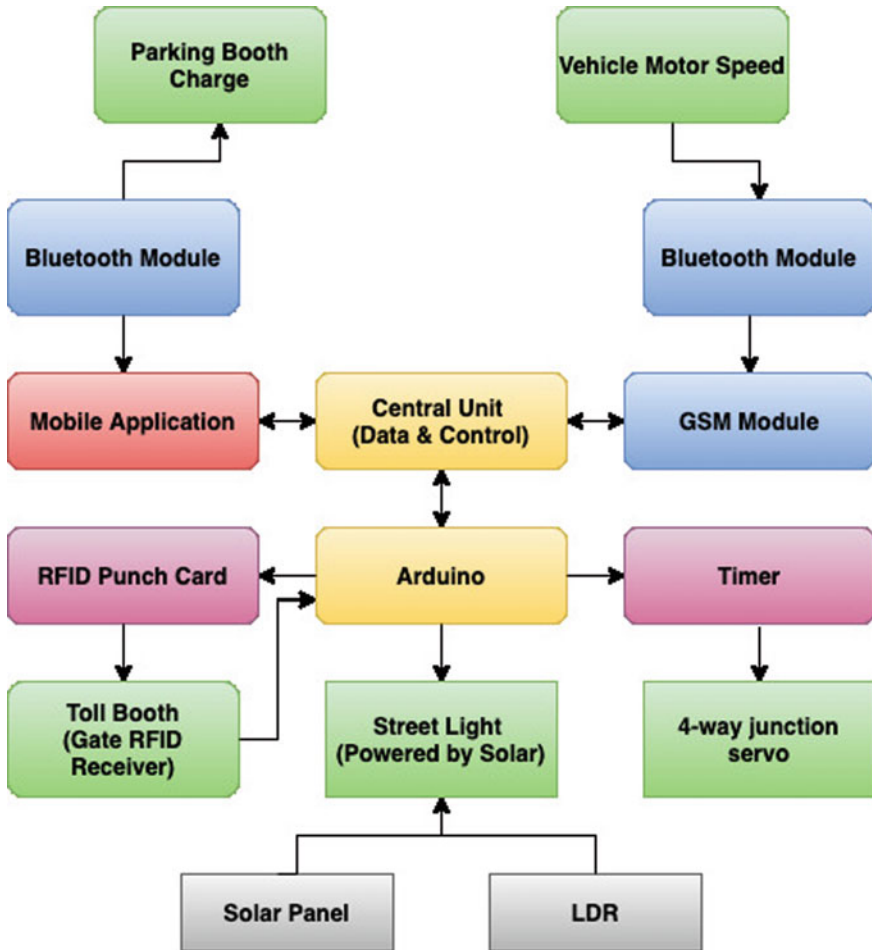 Parking Booth
Charge
Vehicle Motor Speed
Bluetooth Module
Bluetooth Module
Mobile Application
Central Unit
(Data & Control)
GSM Module
RFID Punch Card
Arduino
Timer
Toll Booth
(Gate RFID
Receiver)
Street Light
(Powered by Solar)
4-way junction
servo
Solar Panel
LDR